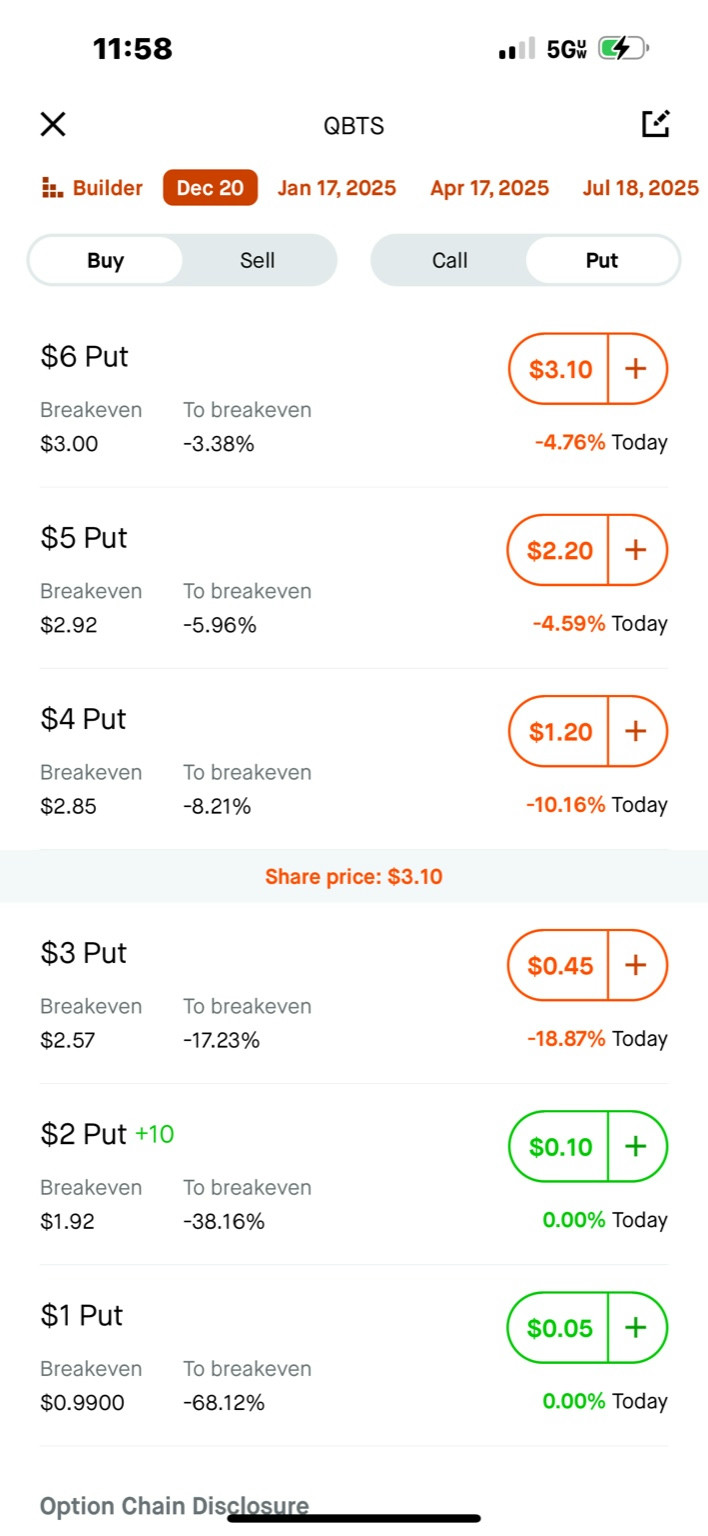 11:58 5GUW
QBTS
Builder Dec 20 Jan 17, 2025 Apr 17, 2025 Jul 18, 2025
Buy Sell Call Put
$6 Put $3.10 +
Breakeven To breakeven
$3.00 -3.38% -4.76% Today
$5 Put $2.20 +
Breakeven To breakeven
$2.92 -5.96% -4.59% Today
$4 Put $1.20 +
Breakeven To breakeven
$2.85 -8.21% -10.16% Today
Share price: $3.10
$3 Put $0.45 +
Breakeven To breakeven
$2.57 -17.23% -18.87% Today
$2 Put +10 $0.10 +
Breakeven To breakeven
$1.92 -38.16% 0.00% Today
$1 Put $0.05 +
Breakeven To breakeven
$0.9900 -68.12% 0.00% Today
Option Chain Disclosure